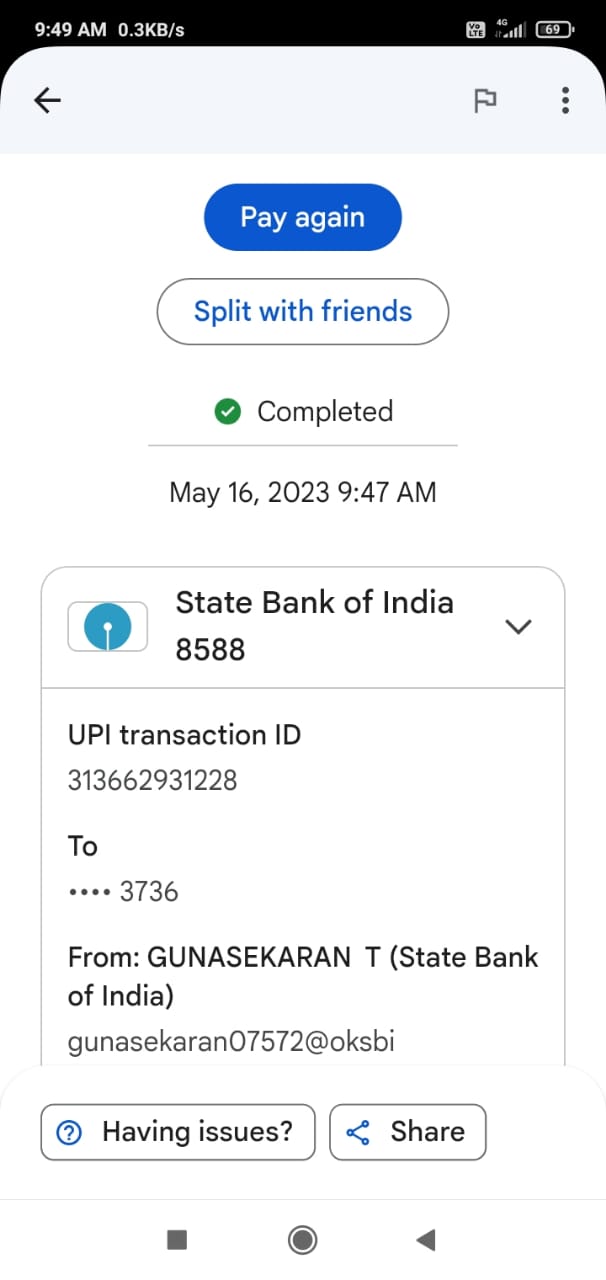 9:49 AM 0.3KB/s Vo LTE 4G 69
Pay again
Split with friends
Completed
May 16, 2023 9:47 AM
State Bank of India
8588
UPI transaction ID
313662931228
To
•••• 3736
From: GUNASEKARAN T (State Bank
of India)
gunasekaran07572@oksbi
Having issues? Share